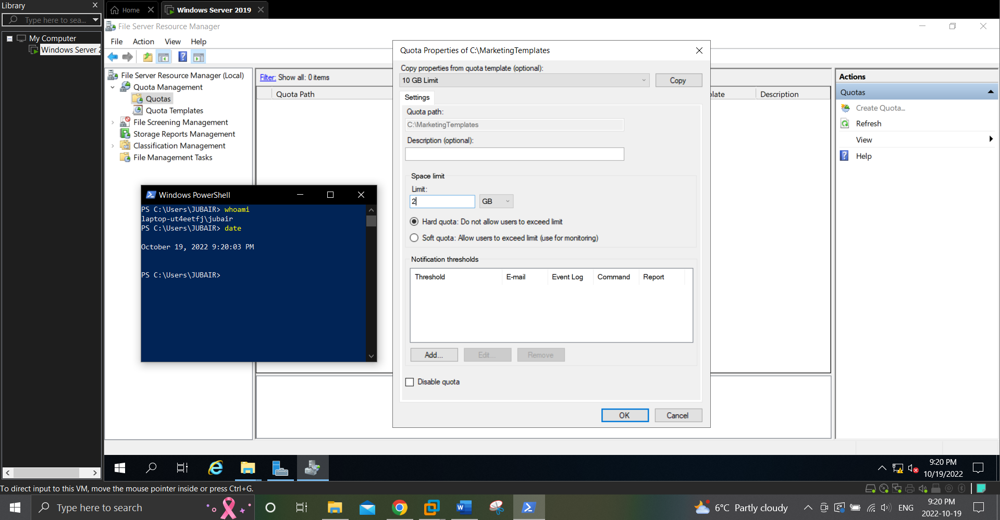 Library
Type here to sea...
My Computer
Windows Server 2
Home
Windows Server 2019
File Server Resource Manager
File Action View Help
File Server Resource Manager (Local)
Quota Management
Quotas
Quota Templates
File Screening Management
Storage Reports Management
Classification Management
File Management Tasks
Filter: Show all: 0 items
Quota Path
plate
Description
Windows PowerShell
PS C:\Users\JUBAIR> whoami
laptop-ut4eetfj\jubair
PS C:\Users\JUBAIR> date
October 19, 2022 9:20:03 PM
PS C:\Users\JUBAIR>
Quota Properties of C:\MarketingTemplates
Copy properties from quota template (optional):
10 GB Limit
Copy
Settings
Quota path:
C:\MarketingTemplates
Description (optional):
Space limit
Limit:
2
GB
Hard quota: Do not allow users to exceed limit
Soft quota: Allow users to exceed limit (use for monitoring)
Notification thresholds
Threshold E-mail Event Log Command Report
Add... Edit... Remove
Disable quota
OK Cancel
Actions
Quotas
Create Quota...
Refresh
View
Help
9:20 PM
10/19/2022
To direct input to this VM, move the mouse pointer inside or press Ctrl+G.
Type here to search
6°C Partly cloudy
ENG
9:20 PM
2022-10-19